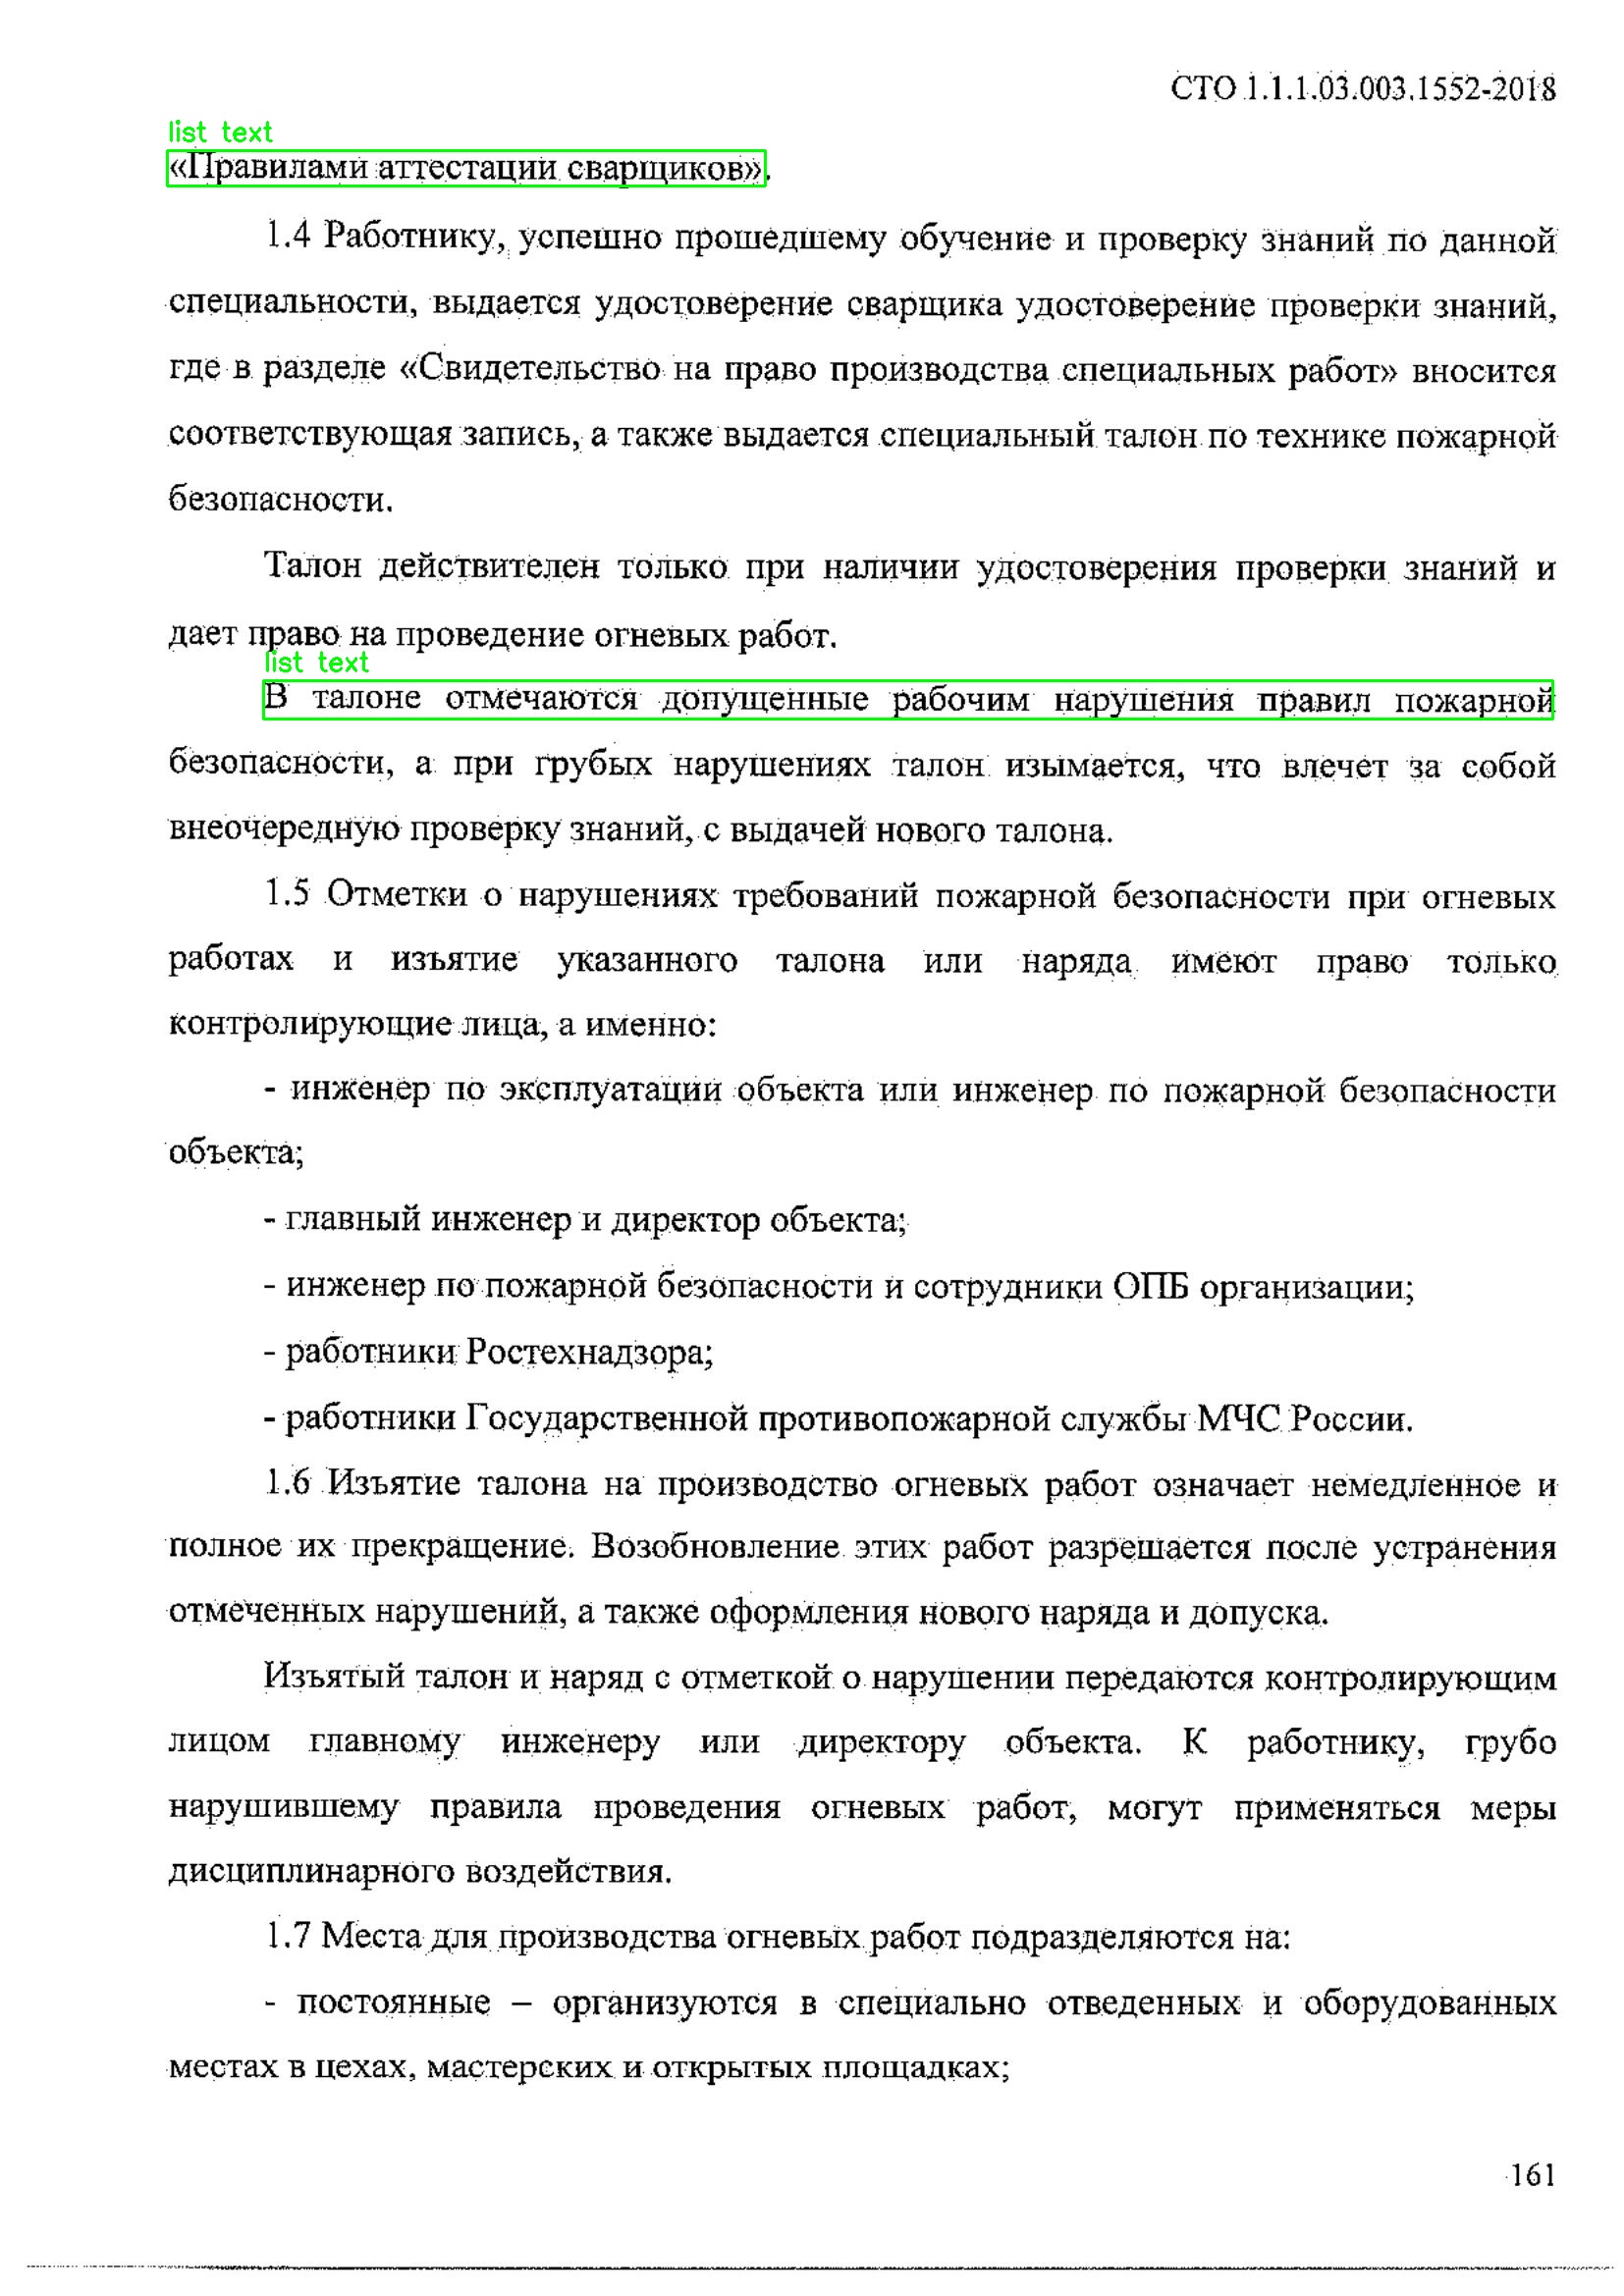 СТО 1.1.1.03.003.1552-2018
list text
«Правилами аттестации сварщиков».
1.4 Работнику, успешно прошедшему обучение и проверку знаний по данной
специальности, выдается удостоверение сварщика удостоверение проверки знаний,
где в разделе «Свидетельство на право производства специальных работ» вносится
соответствующая запись, а также выдается специальный талон по технике пожарной
безопасности.
Талон действителен только при наличии удостоверения проверки знаний и
дает право на проведение огневых работ.
list text
В талоне отмечаются допущенные рабочим нарушения правил пожарной
безопасности, а при грубых нарушениях талон изымается, что влечет за собой
внеочередную проверку знаний, с выдачей нового талона.
1.5 Отметки о нарушениях требований пожарной безопасности при огневых
работах и изъятие указанного талона или наряда имеют право только
контролирующие лица, а именно:
- инженер по эксплуатации объекта или инженер по пожарной безопасности
объекта;
- главный инженер и директор объекта;
- инженер по пожарной безопасности и сотрудники ОПБ организации;
- работники Ростехнадзора;
- работники Государственной противопожарной службы МЧС России.
1.6 Изъятие талона на производство огневых работ означает немедленное и
полное их прекращение. Возобновление этих работ разрешается после устранения
отмеченных нарушений, а также оформления нового наряда и допуска.
Изъятый талон и наряд с отметкой о нарушении передаются контролирующим
лицом главному инженеру или директору объекта. К работнику, грубо
нарушившему правила проведения огневых работ, могут применяться меры
дисциплинарного воздействия.
1.7 Места для производства огневых работ подразделяются на:
- постоянные – организуются в специально отведенных и оборудованных
местах в цехах, мастерских и открытых площадках;
161